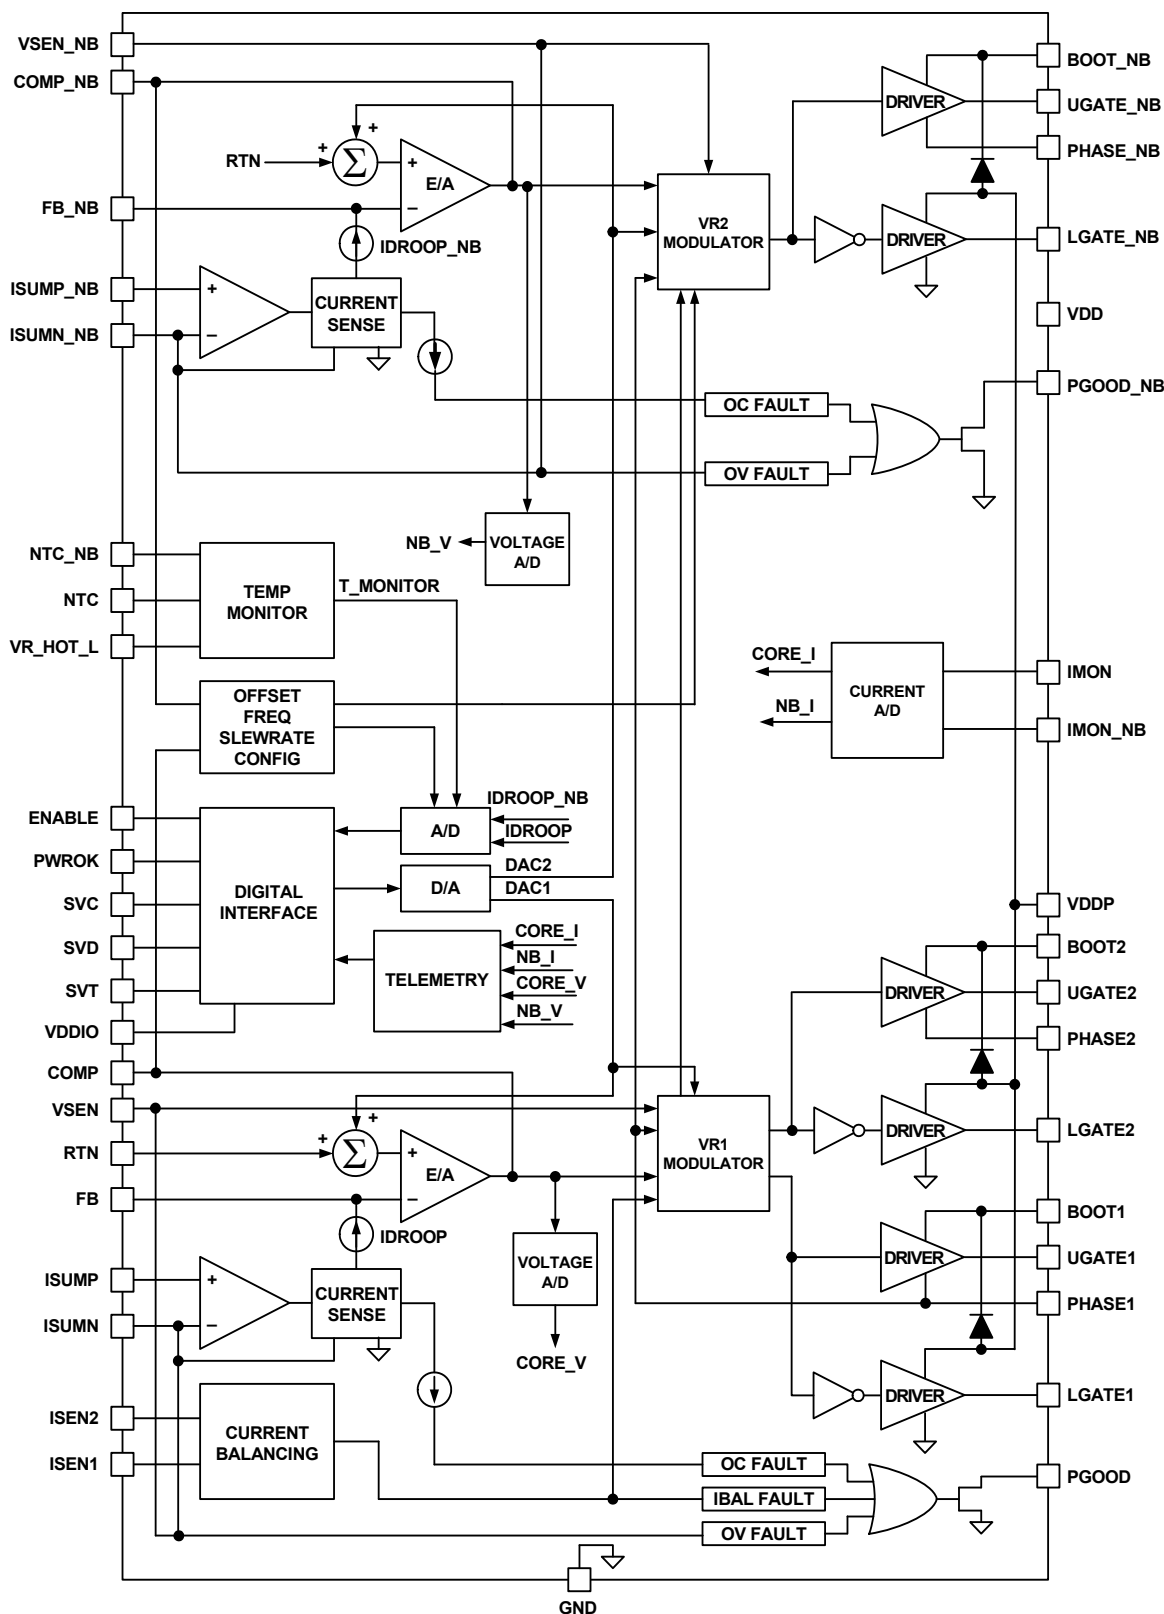 VSEN_NB
COMP_NB
FB_NB
ISUMP_NB
ISUMN_NB
NTC_NB
NTC
VR_HOT_L
ENABLE
PWROK
SVC
SVD
SVT
VDDIO
COMP
VSEN
RTN
FB
ISUMP
ISUMN
ISEN2
ISEN1
RTN
+
+
Σ
+
−
E/A
IDROOP_NB
+
−
CURRENT
SENSE
VR2
MODULATOR
DRIVER
DRIVER
OC FAULT
OV FAULT
NB_V
VOLTAGE
A/D
TEMP
MONITOR
T_MONITOR
OFFSET
FREQ
SLEWRATE
CONFIG
CORE_I
NB_I
CURRENT
A/D
DIGITAL
INTERFACE
A/D
IDROOP_NB
IDROOP
D/A
DAC2
DAC1
TELEMETRY
CORE_I
NB_I
CORE_V
NB_V
+
+
Σ
+
−
E/A
IDROOP
+
−
CURRENT
SENSE
VOLTAGE
A/D
CORE_V
VR1
MODULATOR
DRIVER
DRIVER
DRIVER
DRIVER
CURRENT
BALANCING
OC FAULT
IBAL FAULT
OV FAULT
BOOT_NB
UGATE_NB
PHASE_NB
LGATE_NB
VDD
PGOOD_NB
IMON
IMON_NB
VDDP
BOOT2
UGATE2
PHASE2
LGATE2
BOOT1
UGATE1
PHASE1
LGATE1
PGOOD
GND